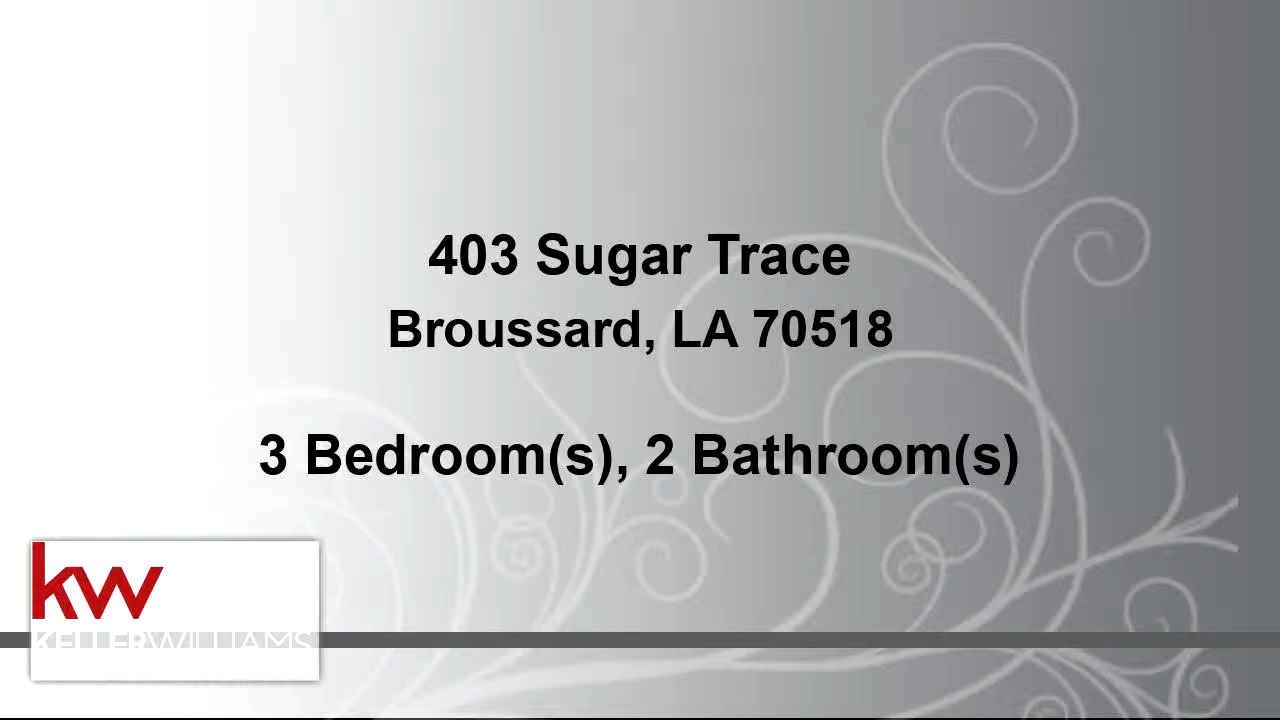 403 Sugar Trace
Broussard, LA 70518
3 Bedroom(s), 2 Bathroom(s)
kw
KELLERWILLIAMS